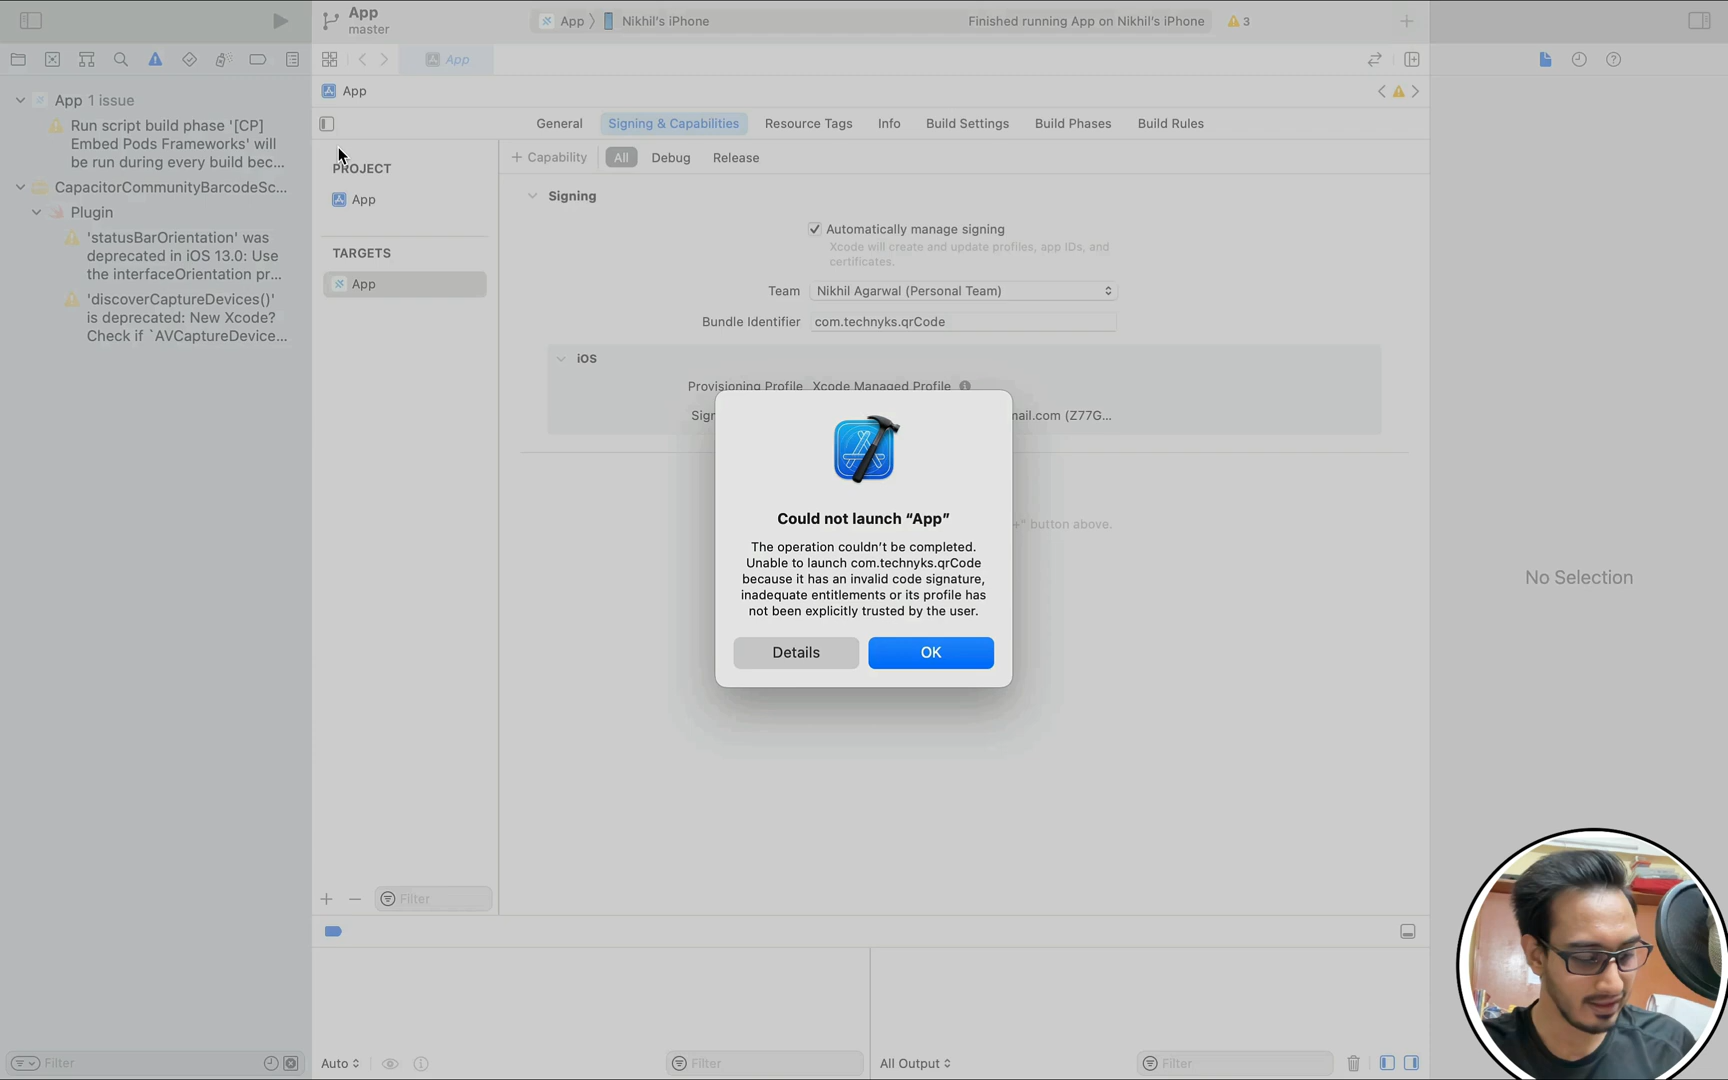 App
master
App
Nikhil's iPhone
Finished running App on Nikhil's iPhone
3
App
App
App 1 issue
Run script build phase '[CP]
Embed Pods Frameworks' will
be run during every build bec...
CapacitorCommunityBarcodeSc...
Plugin
'statusBarOrientation' was
deprecated in iOS 13.0: Use
the interfaceOrientation pr...
'discoverCaptureDevices()'
is deprecated: New Xcode?
Check if `AVCaptureDevice...
General
Signing & Capabilities
Resource Tags
Info
Build Settings
Build Phases
Build Rules
PROJECT
App
TARGETS
App
+ Capability
All
Debug
Release
Signing
Automatically manage signing
Xcode will create and update profiles, app IDs, and
certificates.
Team Nikhil Agarwal (Personal Team)
Bundle Identifier com.technyks.qrCode
iOS
Provisioning Profile Xcode Managed Profile
Sign
mail.com (Z77G...
+" button above.
Could not launch “App”
The operation couldn’t be completed.
Unable to launch com.technyks.qrCode
because it has an invalid code signature,
inadequate entitlements or its profile has
not been explicitly trusted by the user.
Details
OK
No Selection
Filter
Filter
Auto
Filter
All Output
Filter